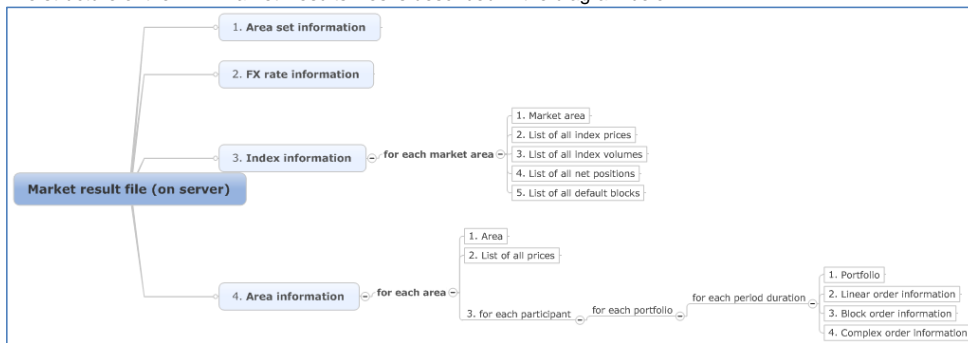 1. Area set information
2. FX rate information
3. Index information
for each market area
1. Market area
2. List of all index prices
3. List of all index volumes
4. List of all net positions
5. List of all default blocks
Market result file (on server)
4. Area information
for each area
1. Area
2. List of all prices
3. for each participant
for each portfolio
for each period duration
1. Portfolio
2. Linear order information
3. Block order information
4. Complex order information